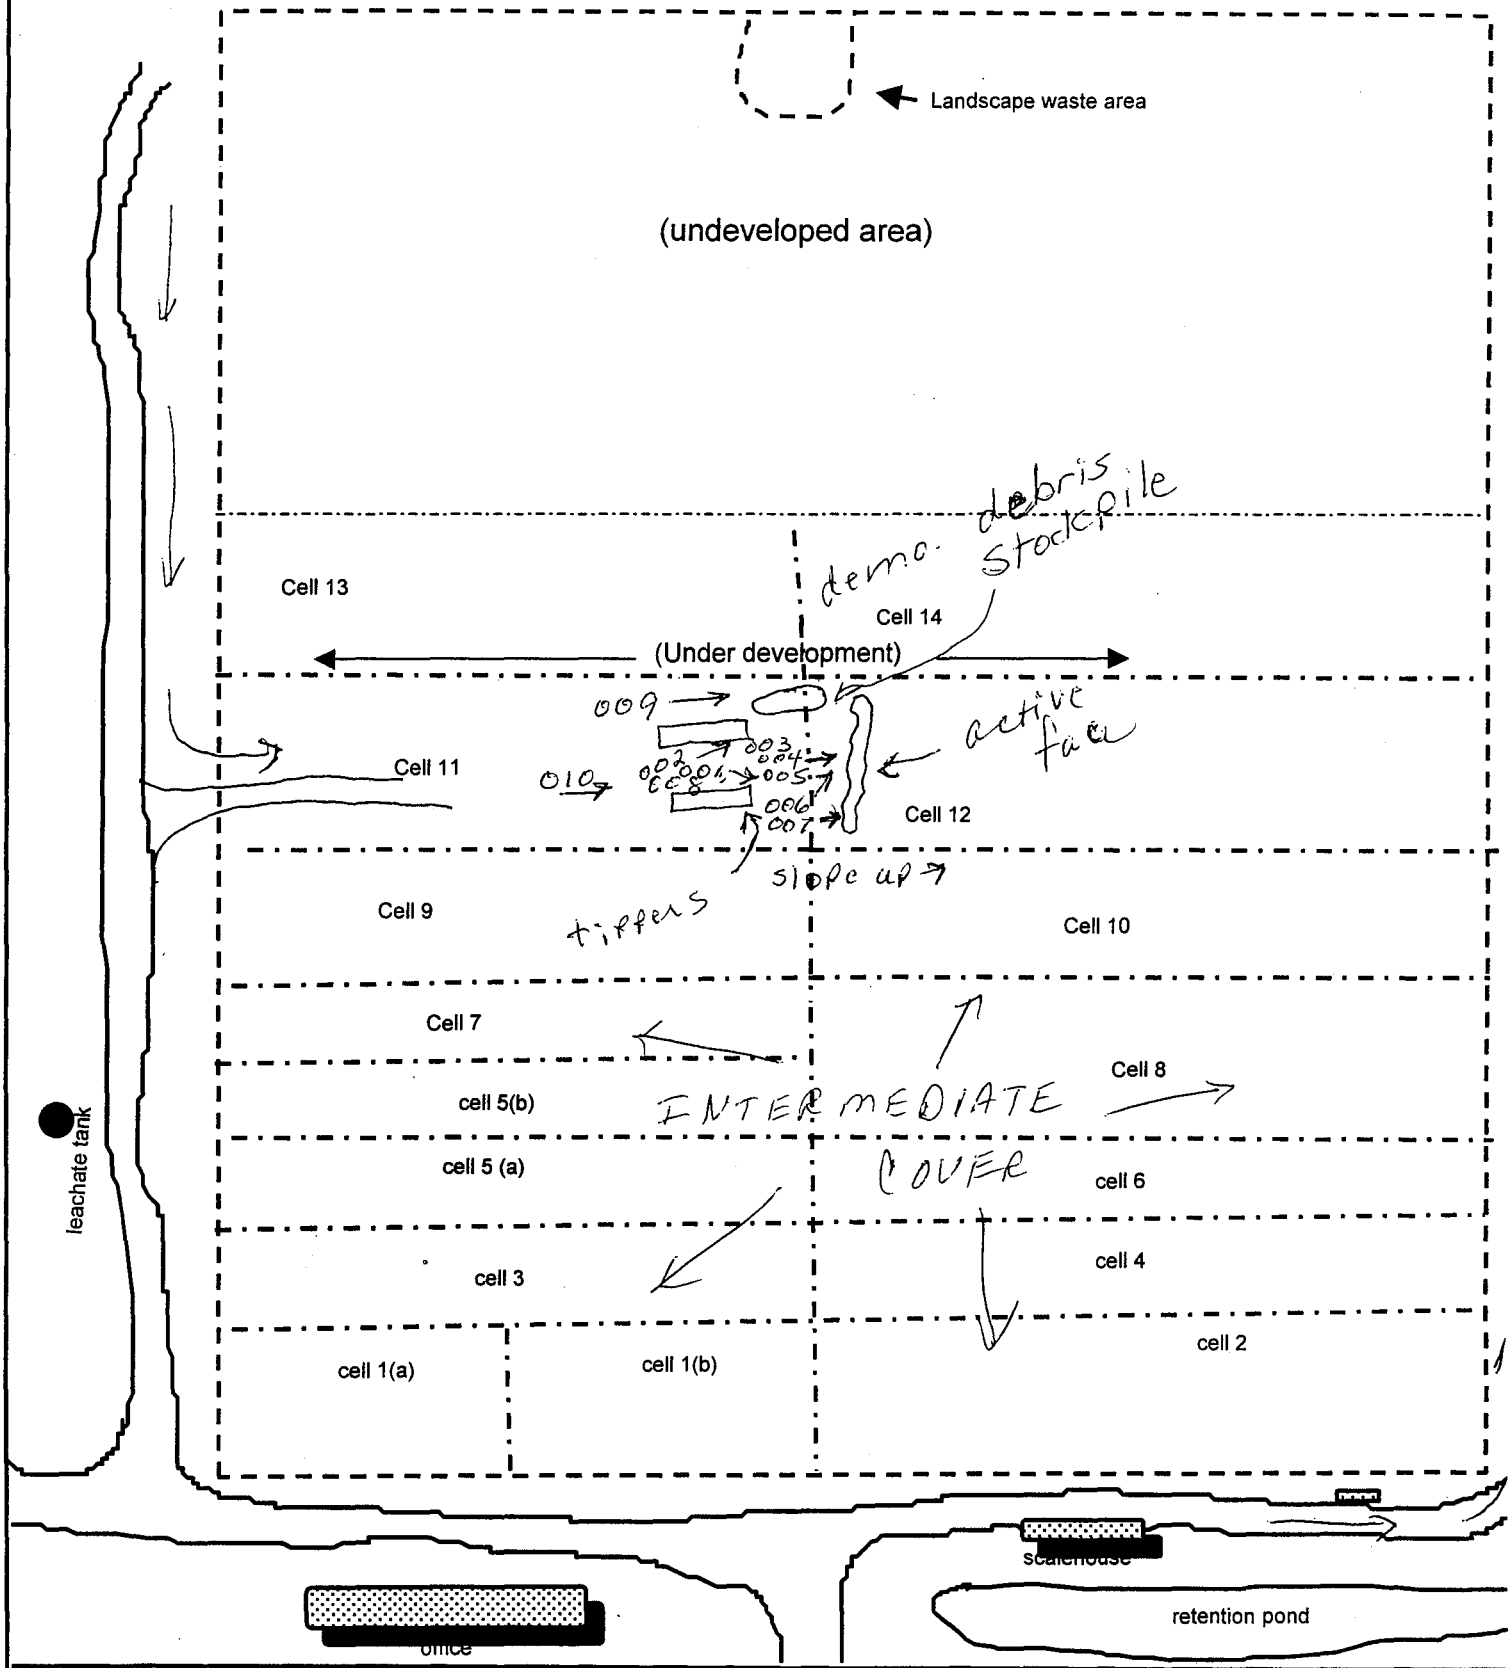 Landscape waste area
(undeveloped area)
debris
demo. Stockpile
Cell 13
Cell 14
(Under development)
009
active
face
003
002
004
Cell 11
010
001
005
008
006
Cell 12
007
slope up
Cell 9
tippers
Cell 10
Cell 7
Cell 8
cell 5(b)
INTERMEDIATE
leachate tank
cell 5 (a)
COVER
cell 6
cell 3
cell 4
cell 1(a)
cell 1(b)
cell 2
scalehouse
retention pond
office